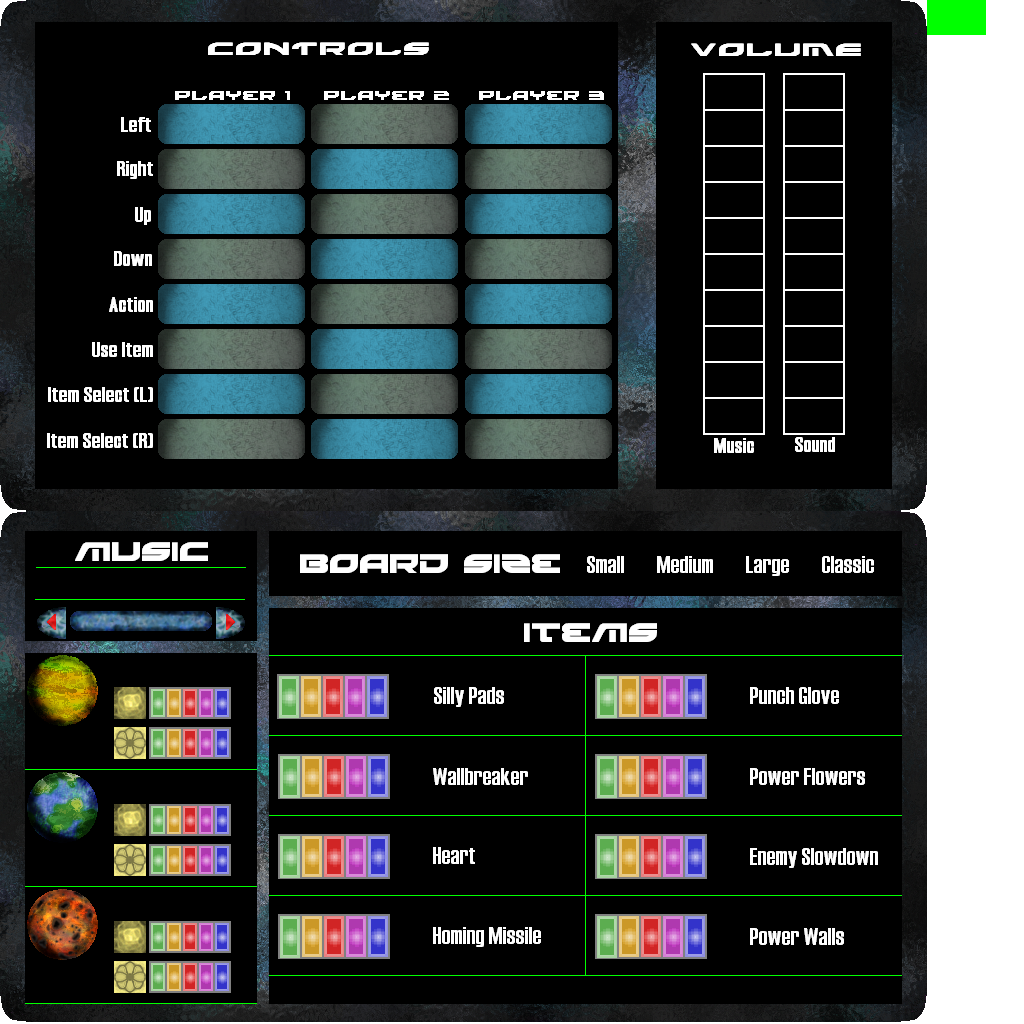 CONTROLS
PLAYER 1 PLAYER 2 PLAYER 3
Left
Right
Up
Down
Action
Use Item
Item Select (L)
Item Select (R)
VOLUME
Music Sound
MUSIC
BOARD SIZE Small Medium Large Classic
ITEMS
Silly Pads Punch Glove
Wallbreaker Power Flowers
Heart Enemy Slowdown
Homing Missile Power Walls